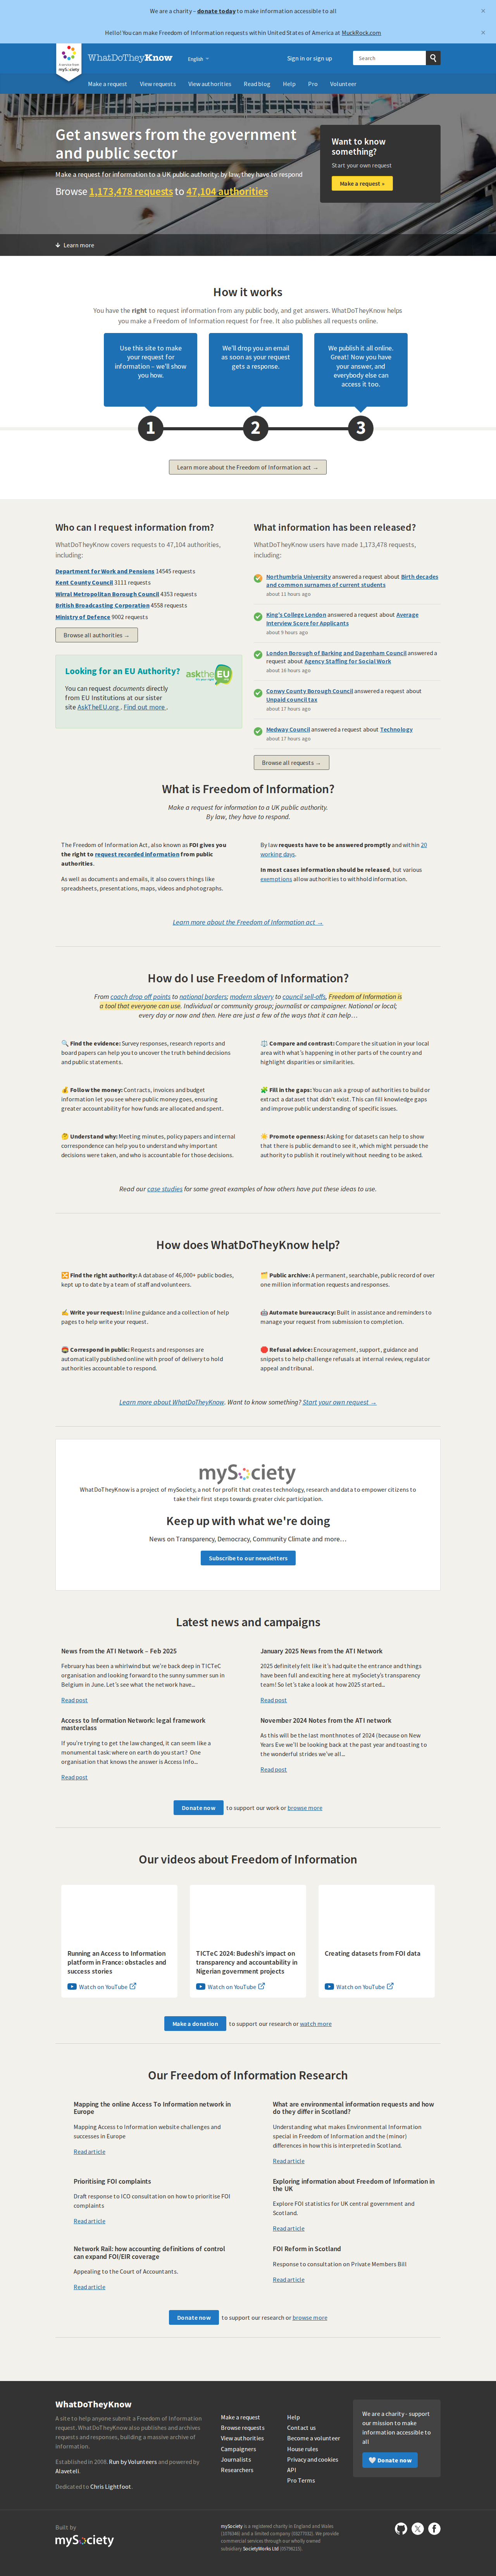 We are a charity – donate today to make information accessible to all
×
Hello! You can make Freedom of Information requests within United States of America at MuckRock.com
×
mySociety
WhatDoTheyKnow
English
Sign in or sign up
Search
Make a request
View requests
View authorities
Read blog
Help
Pro
Volunteer
Get answers from the government
and public sector
Make a request for information to a UK public authority: by law, they have to respond
Browse 1,173,478 requests to 47,104 authorities
Want to know
something?
Start your own request
Make a request »
Learn more
How it works
You have the right to request information from any public body, and get answers. WhatDoTheyKnow helps
you make a Freedom of Information request for free. It also publishes all requests online.
Use this site to make
your request for
information – we'll show
you how.
We'll drop you an email
as soon as your request
gets a response.
We publish it all online.
Great! Now you have
your answer, and
everybody else can
access it too.
1
2
3
Learn more about the Freedom of Information act →
Who can I request information from?
WhatDoTheyKnow covers requests to 47,104 authorities,
including:
Department for Work and Pensions 14545 requests
Kent County Council 3111 requests
Wirral Metropolitan Borough Council 4353 requests
British Broadcasting Corporation 4558 requests
Ministry of Defence 9002 requests
Browse all authorities →
Looking for an EU Authority?
asktheEU
You can request documents directly
from EU Institutions at our sister
site AskTheEU.org . Find out more .
What information has been released?
WhatDoTheyKnow users have made 1,173,478 requests,
including:
Northumbria University answered a request about Birth decades
and common surnames of current students
about 11 hours ago
King's College London answered a request about Average
Interview Score for Applicants
about 9 hours ago
London Borough of Barking and Dagenham Council answered a
request about Agency Staffing for Social Work
about 16 hours ago
Conwy County Borough Council answered a request about
Unpaid council tax
about 17 hours ago
Medway Council answered a request about Technology
about 17 hours ago
Browse all requests →
What is Freedom of Information?
Make a request for information to a UK public authority.
By law, they have to respond.
The Freedom of Information Act, also known as FOI gives you
the right to request recorded information from public
authorities.
As well as documents and emails, it also covers things like
spreadsheets, presentations, maps, videos and photographs.
By law requests have to be answered promptly and within 20
working days.
In most cases information should be released, but various
exemptions allow authorities to withhold information.
Learn more about the Freedom of Information act →
How do I use Freedom of Information?
From coach drop off points to national borders; modern slavery to council sell-offs, Freedom of Information is
a tool that everyone can use. Individual or community group; journalist or campaigner. National or local;
every day or now and then. Here are just a few of the ways that it can help…
🔍 Find the evidence: Survey responses, research reports and
board papers can help you to uncover the truth behind decisions
and public statements.
⚖️ Compare and contrast: Compare the situation in your local
area with what's happening in other parts of the country and
highlight disparities or similarities.
💰 Follow the money: Contracts, invoices and budget
information let you see where public money goes, ensuring
greater accountability for how funds are allocated and spent.
🧩 Fill in the gaps: You can ask a group of authorities to build or
extract a dataset that didn't exist. This can fill knowledge gaps
and improve public understanding of specific issues.
🤔 Understand why: Meeting minutes, policy papers and internal
correspondence can help you to understand why important
decisions were taken, and who is accountable for those decisions.
☀️ Promote openness: Asking for datasets can help to show
that there is public demand to see it, which might persuade the
authority to publish it routinely without needing to be asked.
Read our case studies for some great examples of how others have put these ideas to use.
How does WhatDoTheyKnow help?
🔀 Find the right authority: A database of 46,000+ public bodies,
kept up to date by a team of staff and volunteers.
🗂️ Public archive: A permanent, searchable, public record of over
one million information requests and responses.
✍️ Write your request: Inline guidance and a collection of help
pages to help write your request.
🤖 Automate bureaucracy: Built in assistance and reminders to
manage your request from submission to completion.
📮 Correspond in public: Requests and responses are
automatically published online with proof of delivery to hold
authorities accountable to respond.
🛑 Refusal advice: Encouragement, support, guidance and
snippets to help challenge refusals at internal review, regulator
appeal and tribunal.
Learn more about WhatDoTheyKnow. Want to know something? Start your own request →
mySociety
WhatDoTheyKnow is a project of mySociety, a not for profit that creates technology, research and data to empower citizens to
take their first steps towards greater civic participation.
Keep up with what we're doing
News on Transparency, Democracy, Community Climate and more…
Subscribe to our newsletters
Latest news and campaigns
News from the ATI Network – Feb 2025
February has been a whirlwind but we're back deep in TICTeC
organisation and looking forward to the sunny summer sun in
Belgium in June. Let's see what the network have...
Read post
January 2025 News from the ATI Network
2025 definitely felt like it's had quite the entrance and things
have been full and exciting here at mySociety's transparency
team! So let's take a look at how 2025 started...
Read post
Access to Information Network: legal framework
masterclass
If you're trying to get the law changed, it can seem like a
monumental task: where on earth do you start? One
organisation that knows the answer is Access Info...
Read post
November 2024 Notes from the ATI network
As this will be the last monthnotes of 2024 (because on New
Years Eve we'll be looking back at the past year and toasting to
the wonderful strides we've all...
Read post
Donate now to support our work or browse more
Our videos about Freedom of Information
Running an Access to Information
platform in France: obstacles and
success stories
Watch on YouTube
TICTeC 2024: Budeshi's impact on
transparency and accountability in
Nigerian government projects
Watch on YouTube
Creating datasets from FOI data
Watch on YouTube
Make a donation to support our research or watch more
Our Freedom of Information Research
Mapping the online Access To Information network in
Europe
Mapping Access to Information website challenges and
successes in Europe
Read article
What are environmental information requests and how
do they differ in Scotland?
Understanding what makes Environmental Information
special in Freedom of Information and the (minor)
differences in how this is interpreted in Scotland.
Read article
Prioritising FOI complaints
Draft response to ICO consultation on how to prioritise FOI
complaints
Read article
Exploring information about Freedom of Information in
the UK
Explore FOI statistics for UK central government and
Scotland.
Read article
Network Rail: how accounting definitions of control
can expand FOI/EIR coverage
Appealing to the Court of Accountants.
Read article
FOI Reform in Scotland
Response to consultation on Private Members Bill
Read article
Donate now to support our research or browse more
WhatDoTheyKnow
A site to help anyone submit a Freedom of Information
request. WhatDoTheyKnow also publishes and archives
requests and responses, building a massive archive of
information.
Established in 2008. Run by Volunteers and powered by
Alaveteli.
Dedicated to Chris Lightfoot.
Make a request
Browse requests
View authorities
Campaigners
Journalists
Researchers
Help
Contact us
Become a volunteer
House rules
Privacy and cookies
API
Pro Terms
We are a charity - support
our mission to make
information accessible to
all
🤍 Donate now
Built by
mySociety
mySociety is a registered charity in England and Wales
(1076346) and a limited company (03277032). We provide
commercial services through our wholly owned
subsidiary SocietyWorks Ltd (05798215).